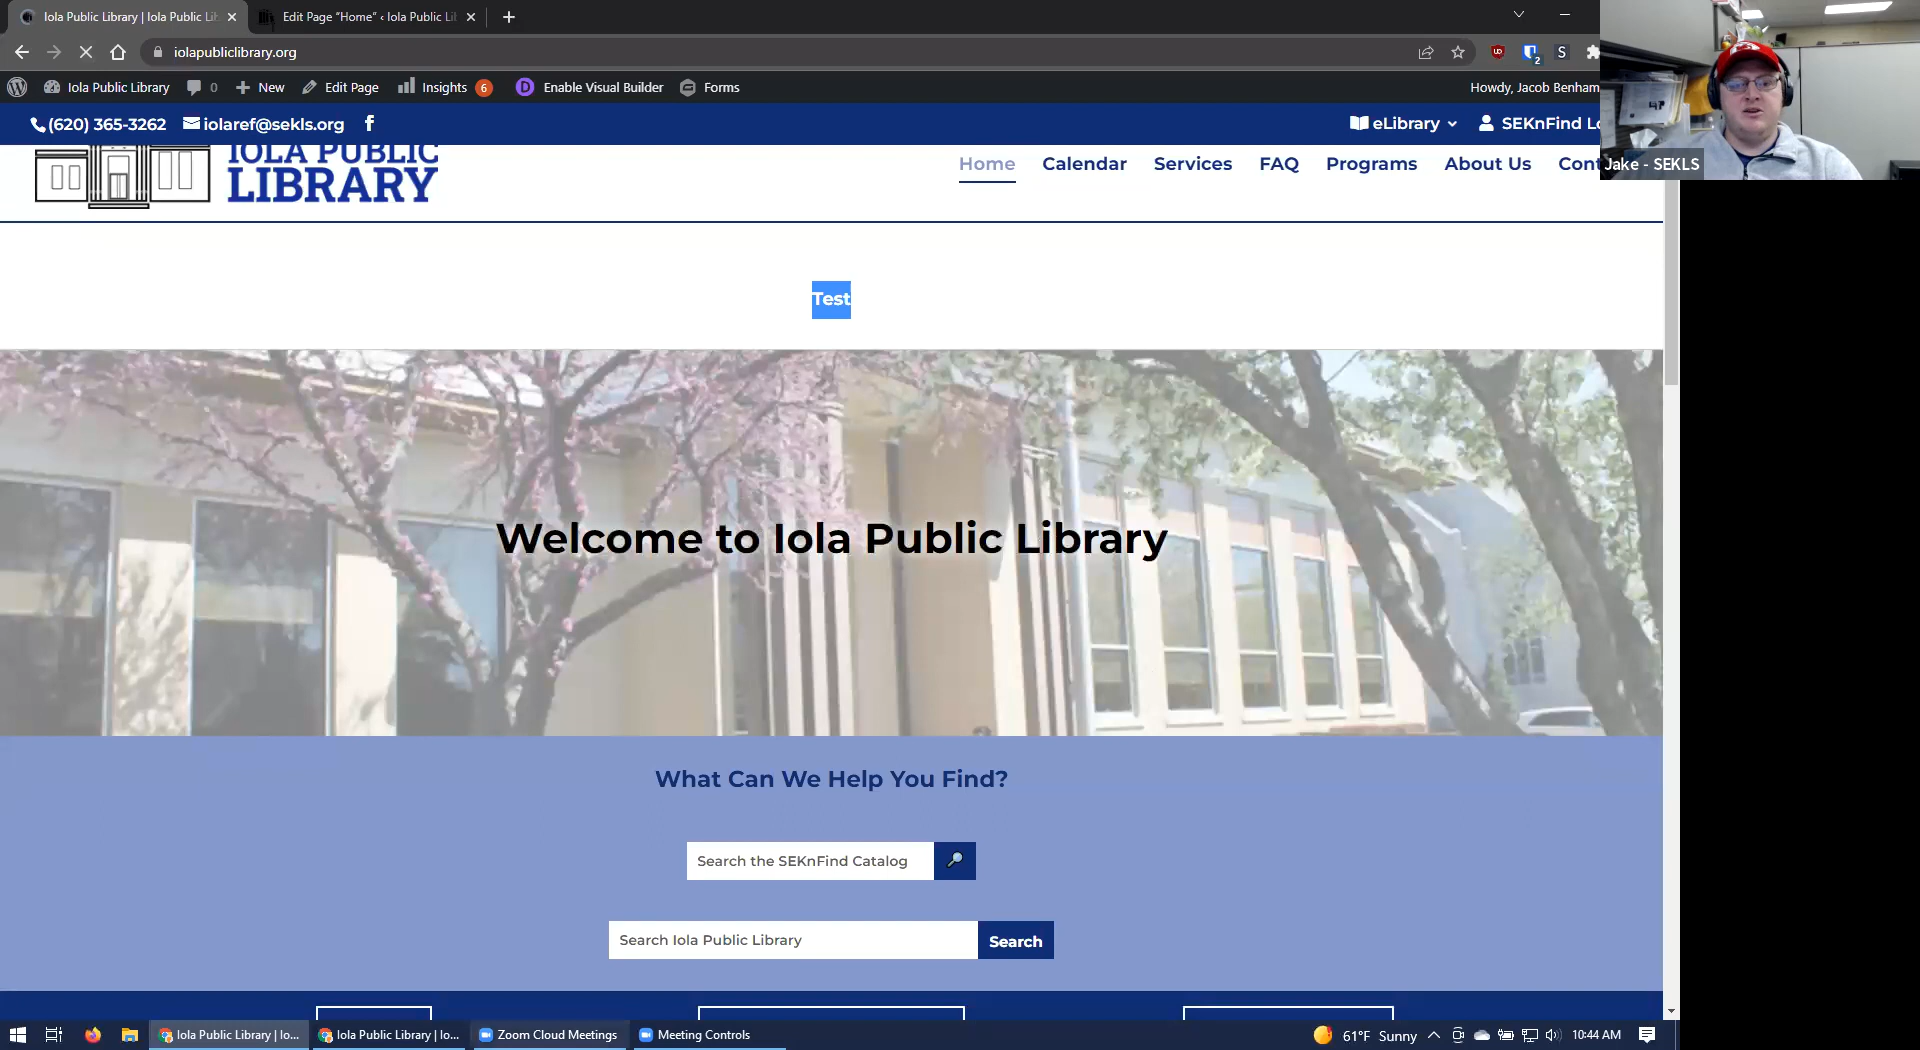 Iola Public Library | Iola Public Lib
Edit Page “Home” ‹ Iola Public Li
iolapubliclibrary.org
2
Iola Public Library
0
New
Edit Page
Insights
6
D
Enable Visual Builder
Forms
Howdy, Jacob Benham
(620) 365-3262
iolaref@sekls.org
eLibrary
SEKnFind Lo
IOLA PUBLIC
LIBRARY
Home
Calendar
Services
FAQ
Programs
About Us
Cont
Jake - SEKLS
Test
Welcome to Iola Public Library
What Can We Help You Find?
Search the SEKnFind Catalog
Search Iola Public Library
Search
Iola Public Library | Io...
Iola Public Library | Io...
Zoom Cloud Meetings
Meeting Controls
61°F Sunny
10:44 AM